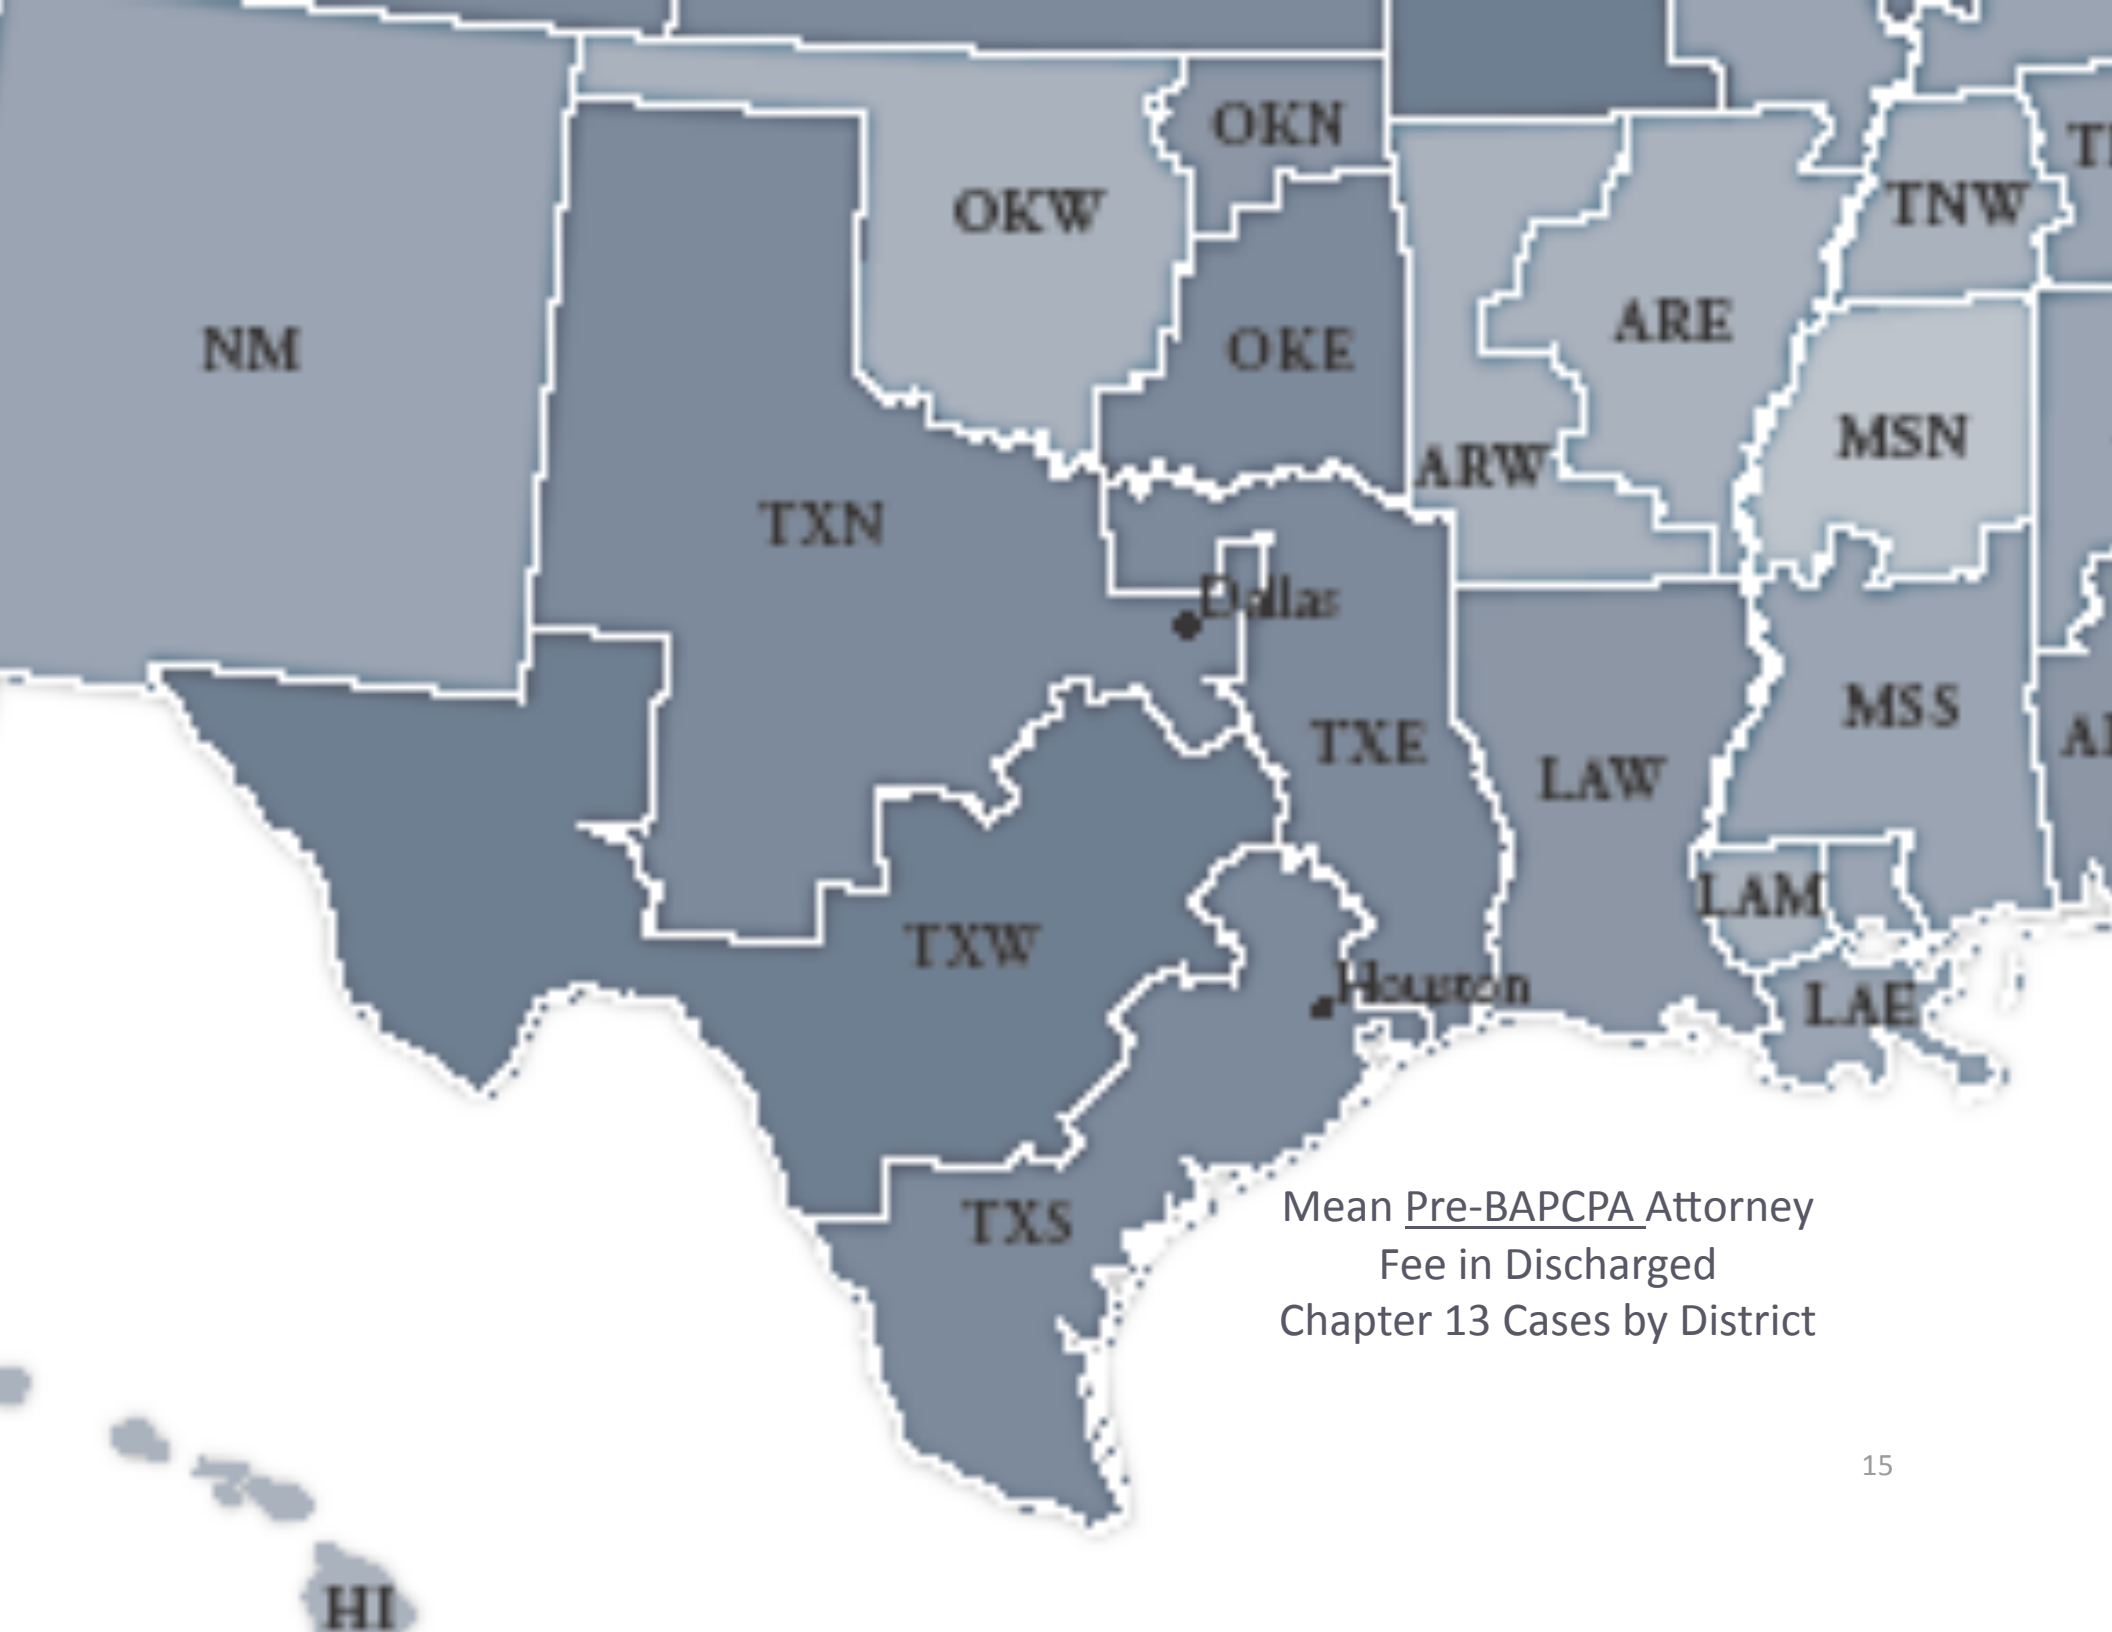 OKN
TNW
OKW
ARE
NM
OKE
MSN
ARW
TXN
Dallas
MSS
TXE
LAW
LAM
TXW
Houston
LAE
TXS
Mean Pre-BAPCPA Attorney
Fee in Discharged
Chapter 13 Cases by District
15
HI